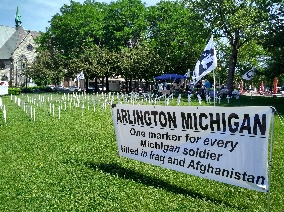 ARLINGTON MICHIGAN
One marker for every
Michigan soldier
killed in Iraq and Afghanistan